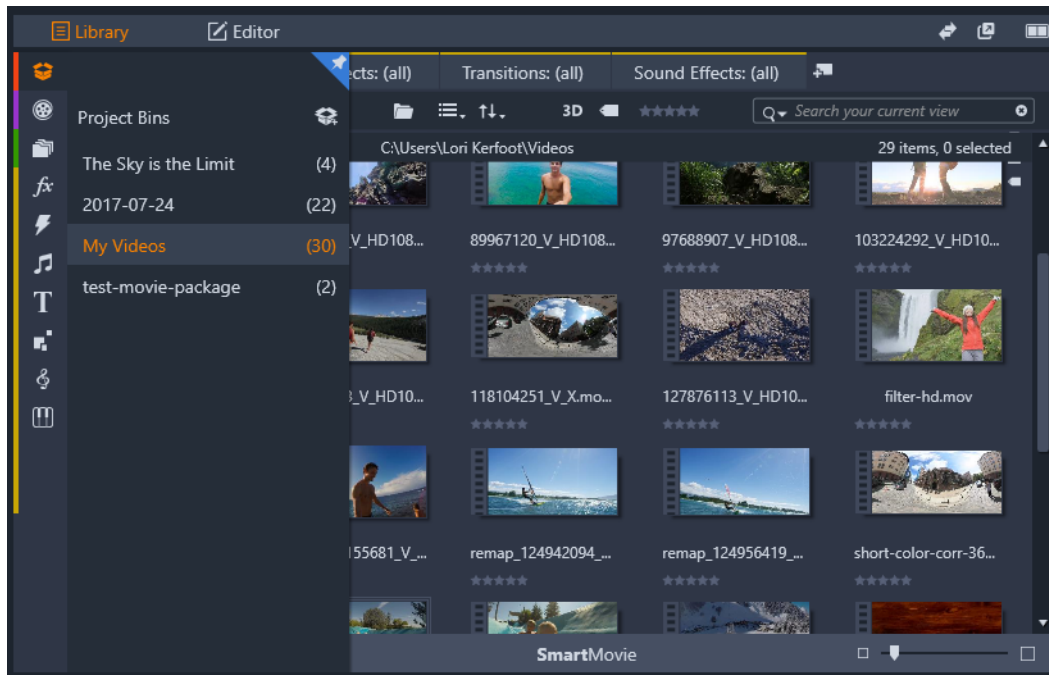 Library
Editor
ects: (all)
Transitions: (all)
Sound Effects: (all)
Project Bins
3D
Search your current view
C:\Users\Lori Kerfoot\Videos
29 items, 0 selected
The Sky is the Limit (4)
2017-07-24 (22)
My Videos (30)
test-movie-package (2)
fx
T
_V_HD108...
89967120_V_HD108...
97688907_V_HD108...
103224292_V_HD10...
_V_HD10...
118104251_V_X.mo...
127876113_V_HD10...
filter-hd.mov
155681_V_...
remap_124942094_...
remap_124956419_...
short-color-corr-36...
SmartMovie